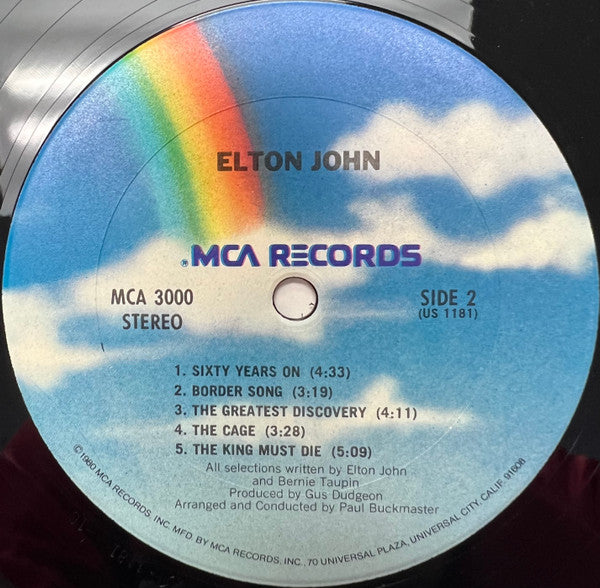 ELTON JOHN
® MCA RECORDS
MCA 3000
STEREO
SIDE 2
(US 1181)
1. SIXTY YEARS ON (4:33)
2. BORDER SONG (3:19)
3. THE GREATEST DISCOVERY (4:11)
4. THE CAGE (3:28)
5. THE KING MUST DIE (5:09)
All selections written by Elton John
and Bernie Taupin
Produced by Gus Dudgeon
Arranged and Conducted by Paul Buckmaster
©1980 MCA RECORDS, INC. MFD. BY MCA RECORDS, INC., 70 UNIVERSAL PLAZA, UNIVERSAL CITY, CALIF. 91608